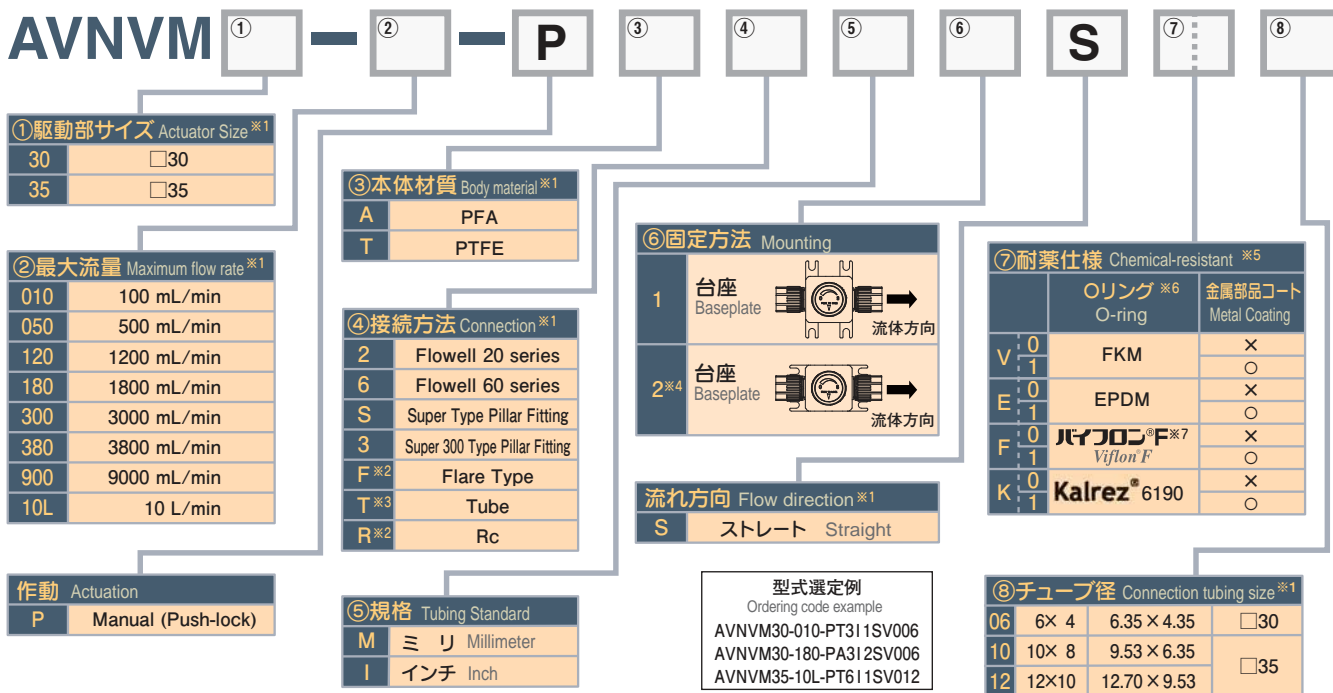 AVNVM ① — ② — P ③ ④ ⑤ ⑥ S ⑦ ⑧
①駆動部サイズ Actuator Size ※1
30 □30
35 □35
②最大流量 Maximum flow rate ※1
010 100 mL/min
050 500 mL/min
120 1200 mL/min
180 1800 mL/min
300 3000 mL/min
380 3800 mL/min
900 9000 mL/min
10L 10 L/min
作動 Actuation
P Manual (Push-lock)
③本体材質 Body material ※1
A PFA
T PTFE
④接続方法 Connection ※1
2 Flowell 20 series
6 Flowell 60 series
S Super Type Pillar Fitting
3 Super 300 Type Pillar Fitting
F ※2 Flare Type
T ※3 Tube
R ※2 Rc
⑤規格 Tubing Standard
M ミリ Millimeter
I インチ Inch
⑥固定方法 Mounting
1 台座
Baseplate
流体方向
2 ※4 台座
Baseplate
流体方向
流れ方向 Flow direction ※1
S ストレート Straight
型式選定例
Ordering code example
AVNVM30-010-PT3I1SV006
AVNVM30-180-PA3I2SV006
AVNVM35-10L-PT6I1SV012
⑦耐薬仕様 Chemical-resistant ※5
Oリング ※6 金属部品コート
O-ring Metal Coating
V 0 FKM ×
1 ○
E 0 EPDM ×
1 ○
F 0 バイフロン®F ※7 ×
1 Viflon®F ○
K 0 Kalrez® 6190 ×
1 ○
⑧チューブ径 Connection tubing size ※1
06 6× 4 6.35×4.35 □30
10 10× 8 9.53×6.35 □35
12 12×10 12.70×9.53